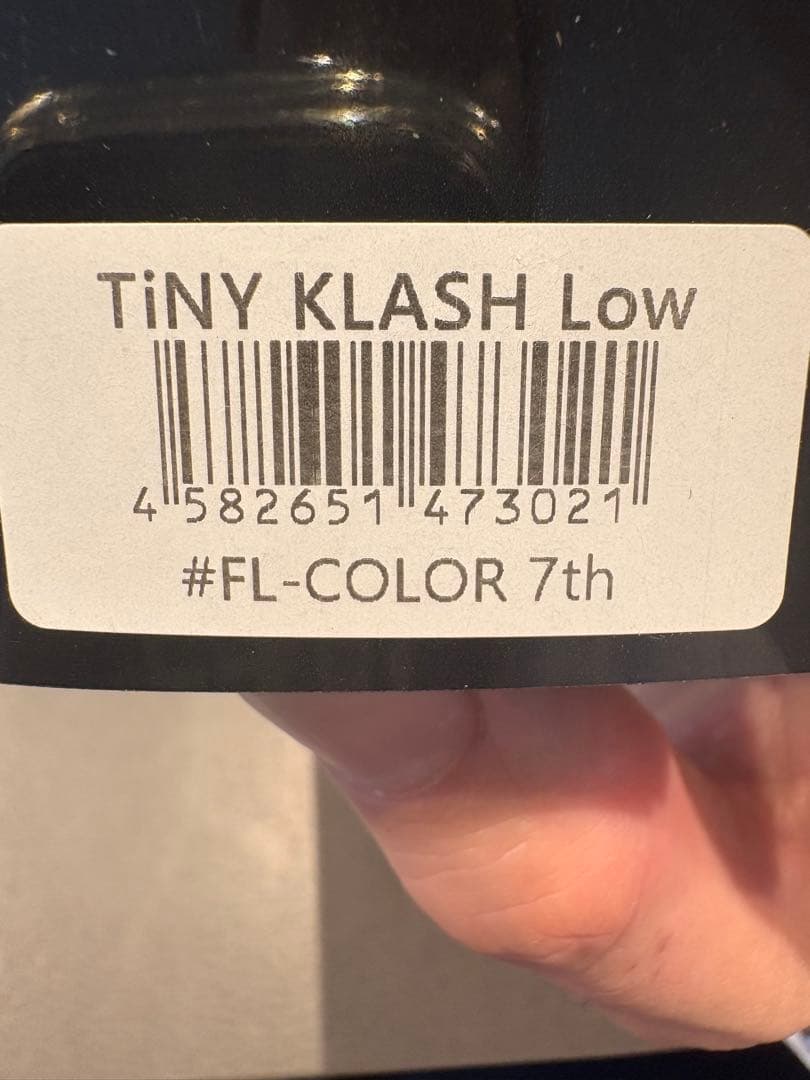 TiNY KLASH Low
4 582651 473021
#FL-COLOR 7th